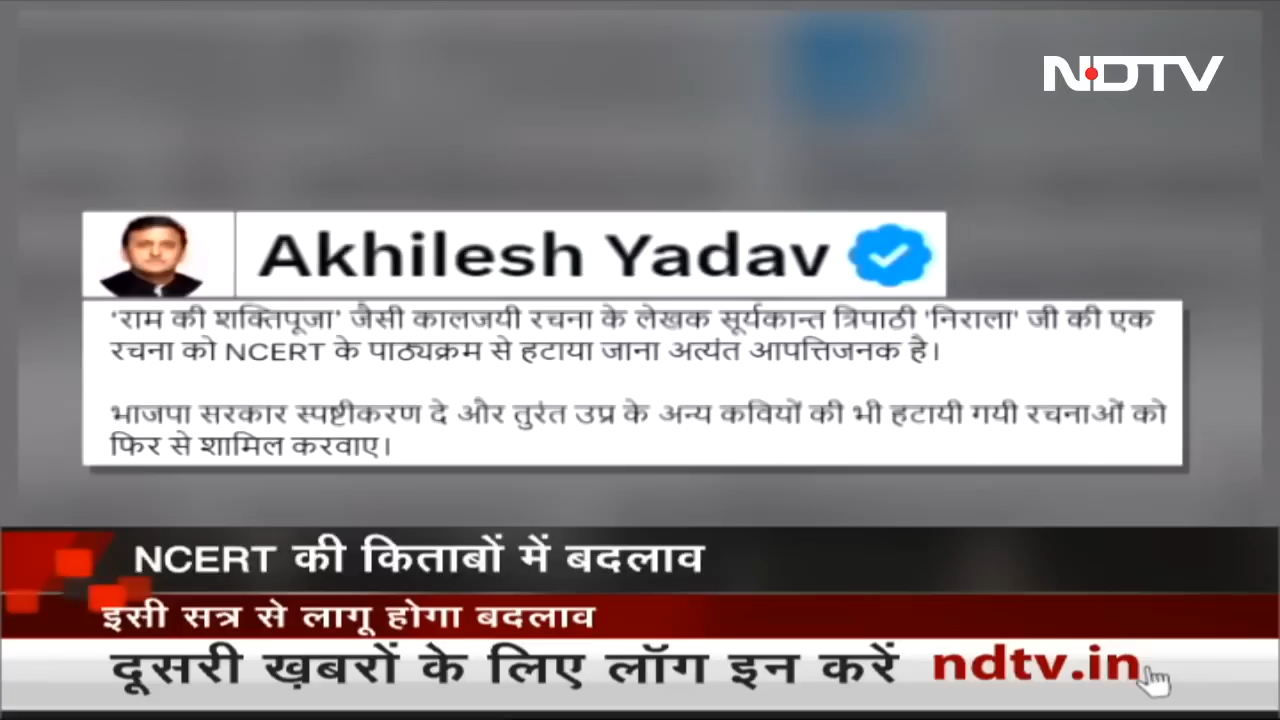 NDTV
Akhilesh Yadav
'राम की शक्तिपूजा' जैसी कालजयी रचना के लेखक सूर्यकान्त त्रिपाठी 'निराला' जी की एक
रचना को NCERT के पाठ्यक्रम से हटाया जाना अत्यंत आपत्तिजनक है।
भाजपा सरकार स्पष्टीकरण दे और तुरंत उप्र के अन्य कवियों की भी हटायी गयी रचनाओं को
फिर से शामिल करवाए।
NCERT की किताबों में बदलाव
इसी सत्र से लागू होगा बदलाव
दूसरी ख़बरों के लिए लॉग इन करें ndtv.in